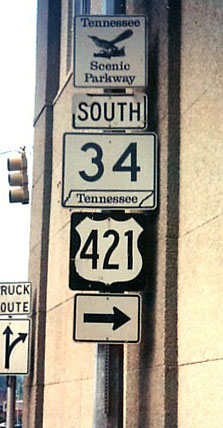 Tennessee
Scenic
Parkway
SOUTH
34
Tennessee
421
RUCK
OUTE